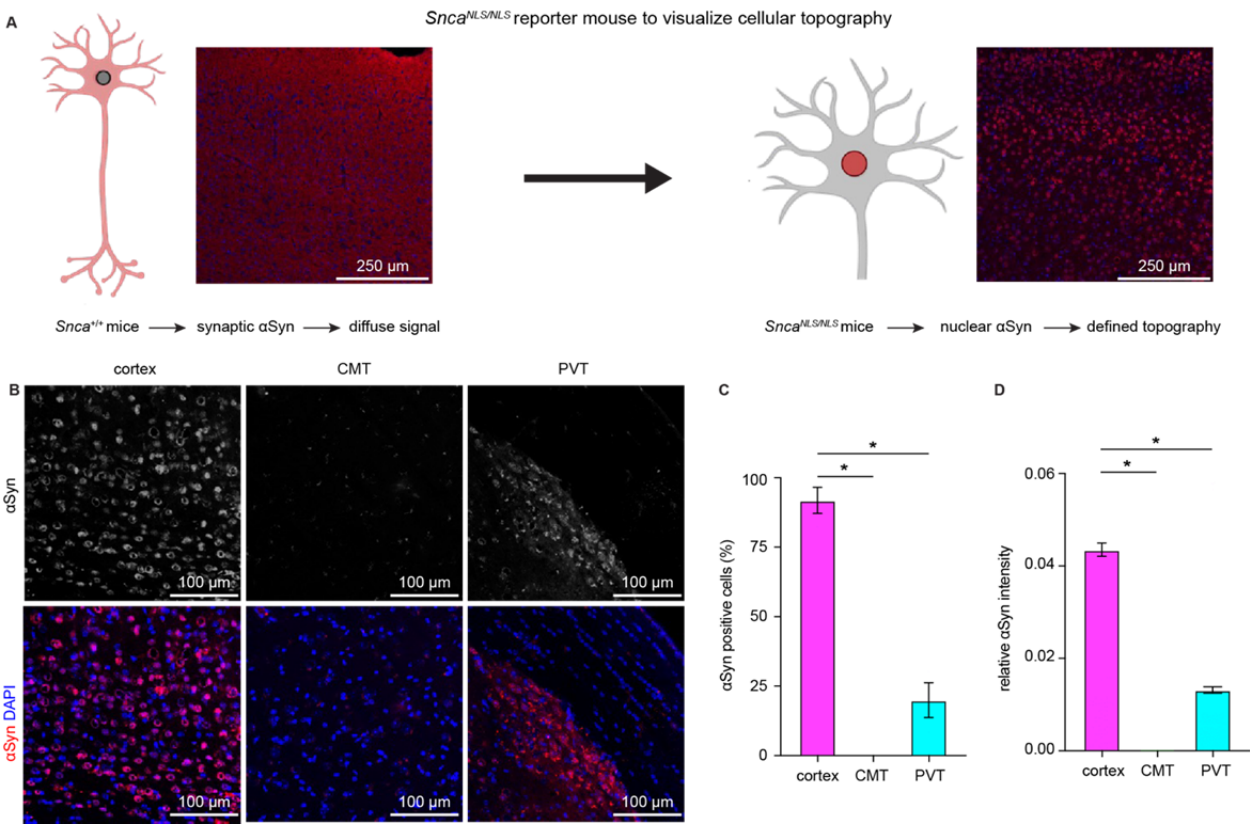 Snca^NLS/NLS reporter mouse to visualize cellular topography
A
250 µm
250 µm
Snca+/+ mice → synaptic αSyn → diffuse signal
Snca^NLS/NLS mice → nuclear αSyn → defined topography
B
cortex
CMT
PVT
αSyn
100 µm
100 µm
100 µm
αSyn DAPI
100 µm
100 µm
100 µm
C
αSyn positive cells (%)
100
75
50
25
0
*
*
cortex
CMT
PVT
D
relative αSyn intensity
0.06
0.04
0.02
0.00
*
*
cortex
CMT
PVT